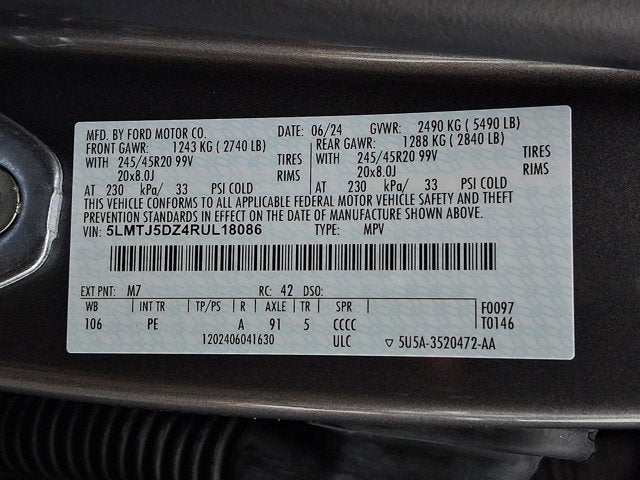 MFD. BY FORD MOTOR CO. DATE: 06/24 GVWR: 2490 KG ( 5490 LB)
FRONT GAWR: 1243 KG ( 2740 LB) REAR GAWR: 1288 KG ( 2840 LB)
WITH 245/45R20 99V TIRES WITH 245/45R20 99V TIRES
20x8.0J RIMS 20x8.0J RIMS
AT 230 kPa/ 33 PSI COLD AT 230 kPa/ 33 PSI COLD
THIS VEHICLE CONFORMS TO ALL APPLICABLE FEDERAL MOTOR VEHICLE SAFETY AND THEFT
PREVENTION STANDARDS IN EFFECT ON THE DATE OF MANUFACTURE SHOWN ABOVE.
VIN: 5LMTJ5DZ4RUL18086 TYPE: MPV
EXT PNT: M7 RC: 42 DSO:
WB INT TR TP/PS R AXLE TR SPR F0097
106 PE A 91 5 CCCC T0146
1202406041630 ULC ▽ 5U5A-3520472-AA